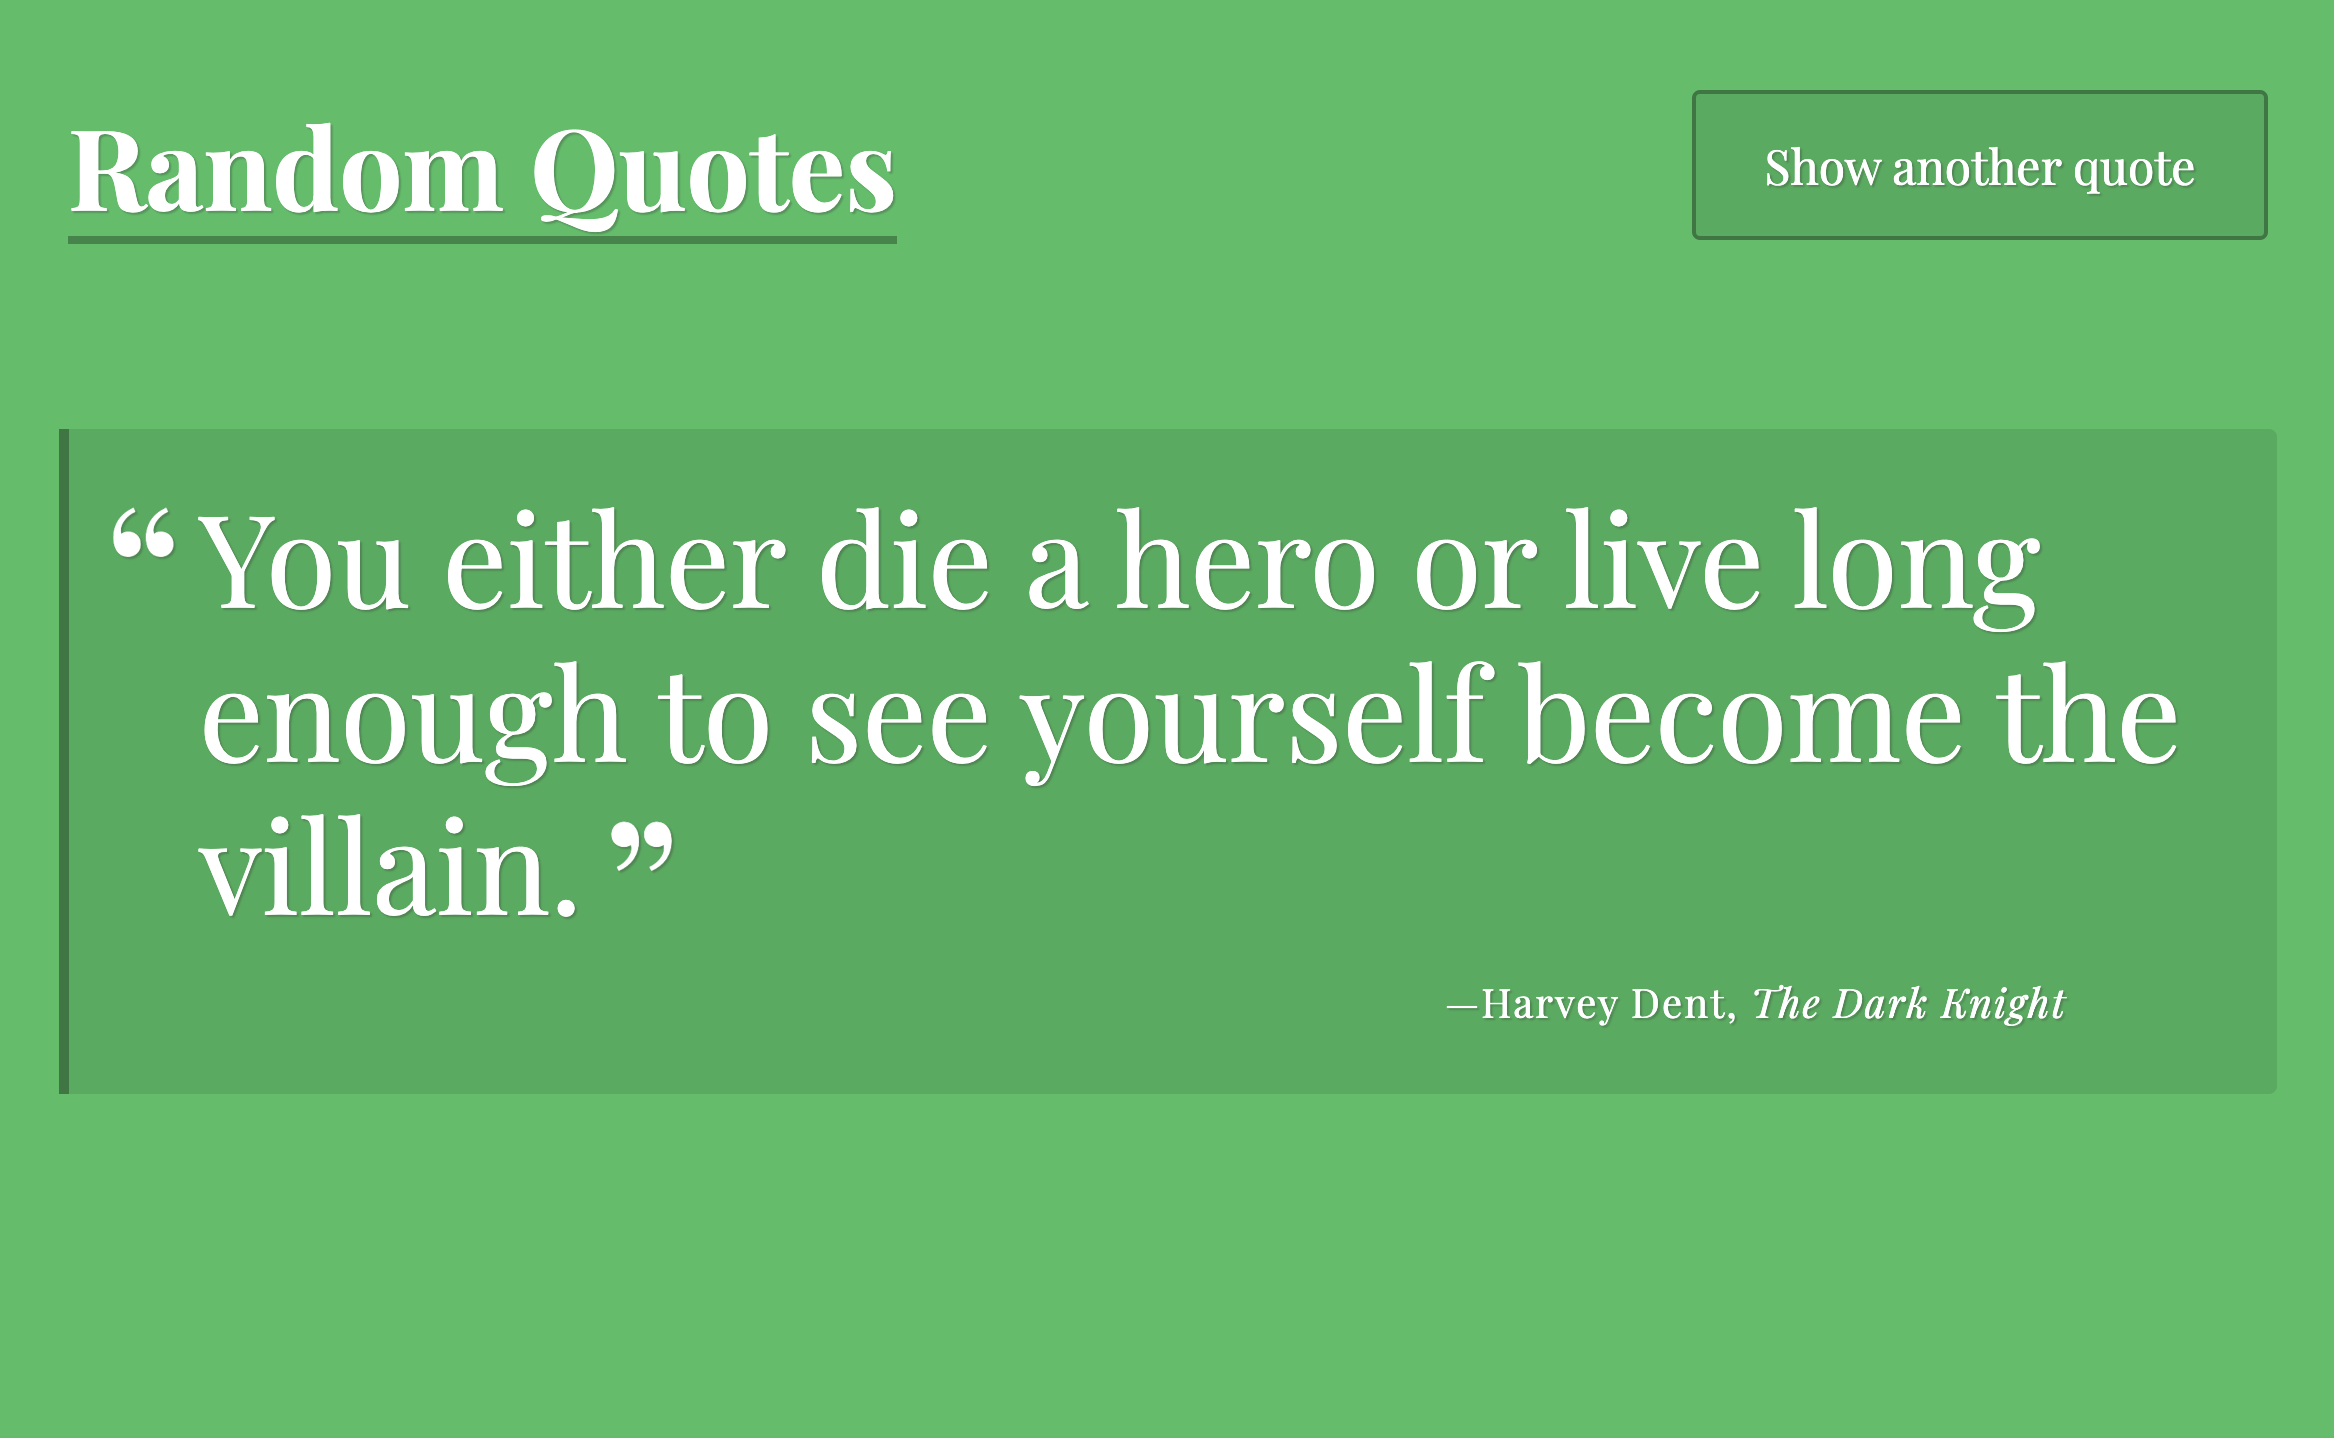 Random Quotes
Show another quote
“You either die a hero or live long
enough to see yourself become the
villain.”
—Harvey Dent, The Dark Knight